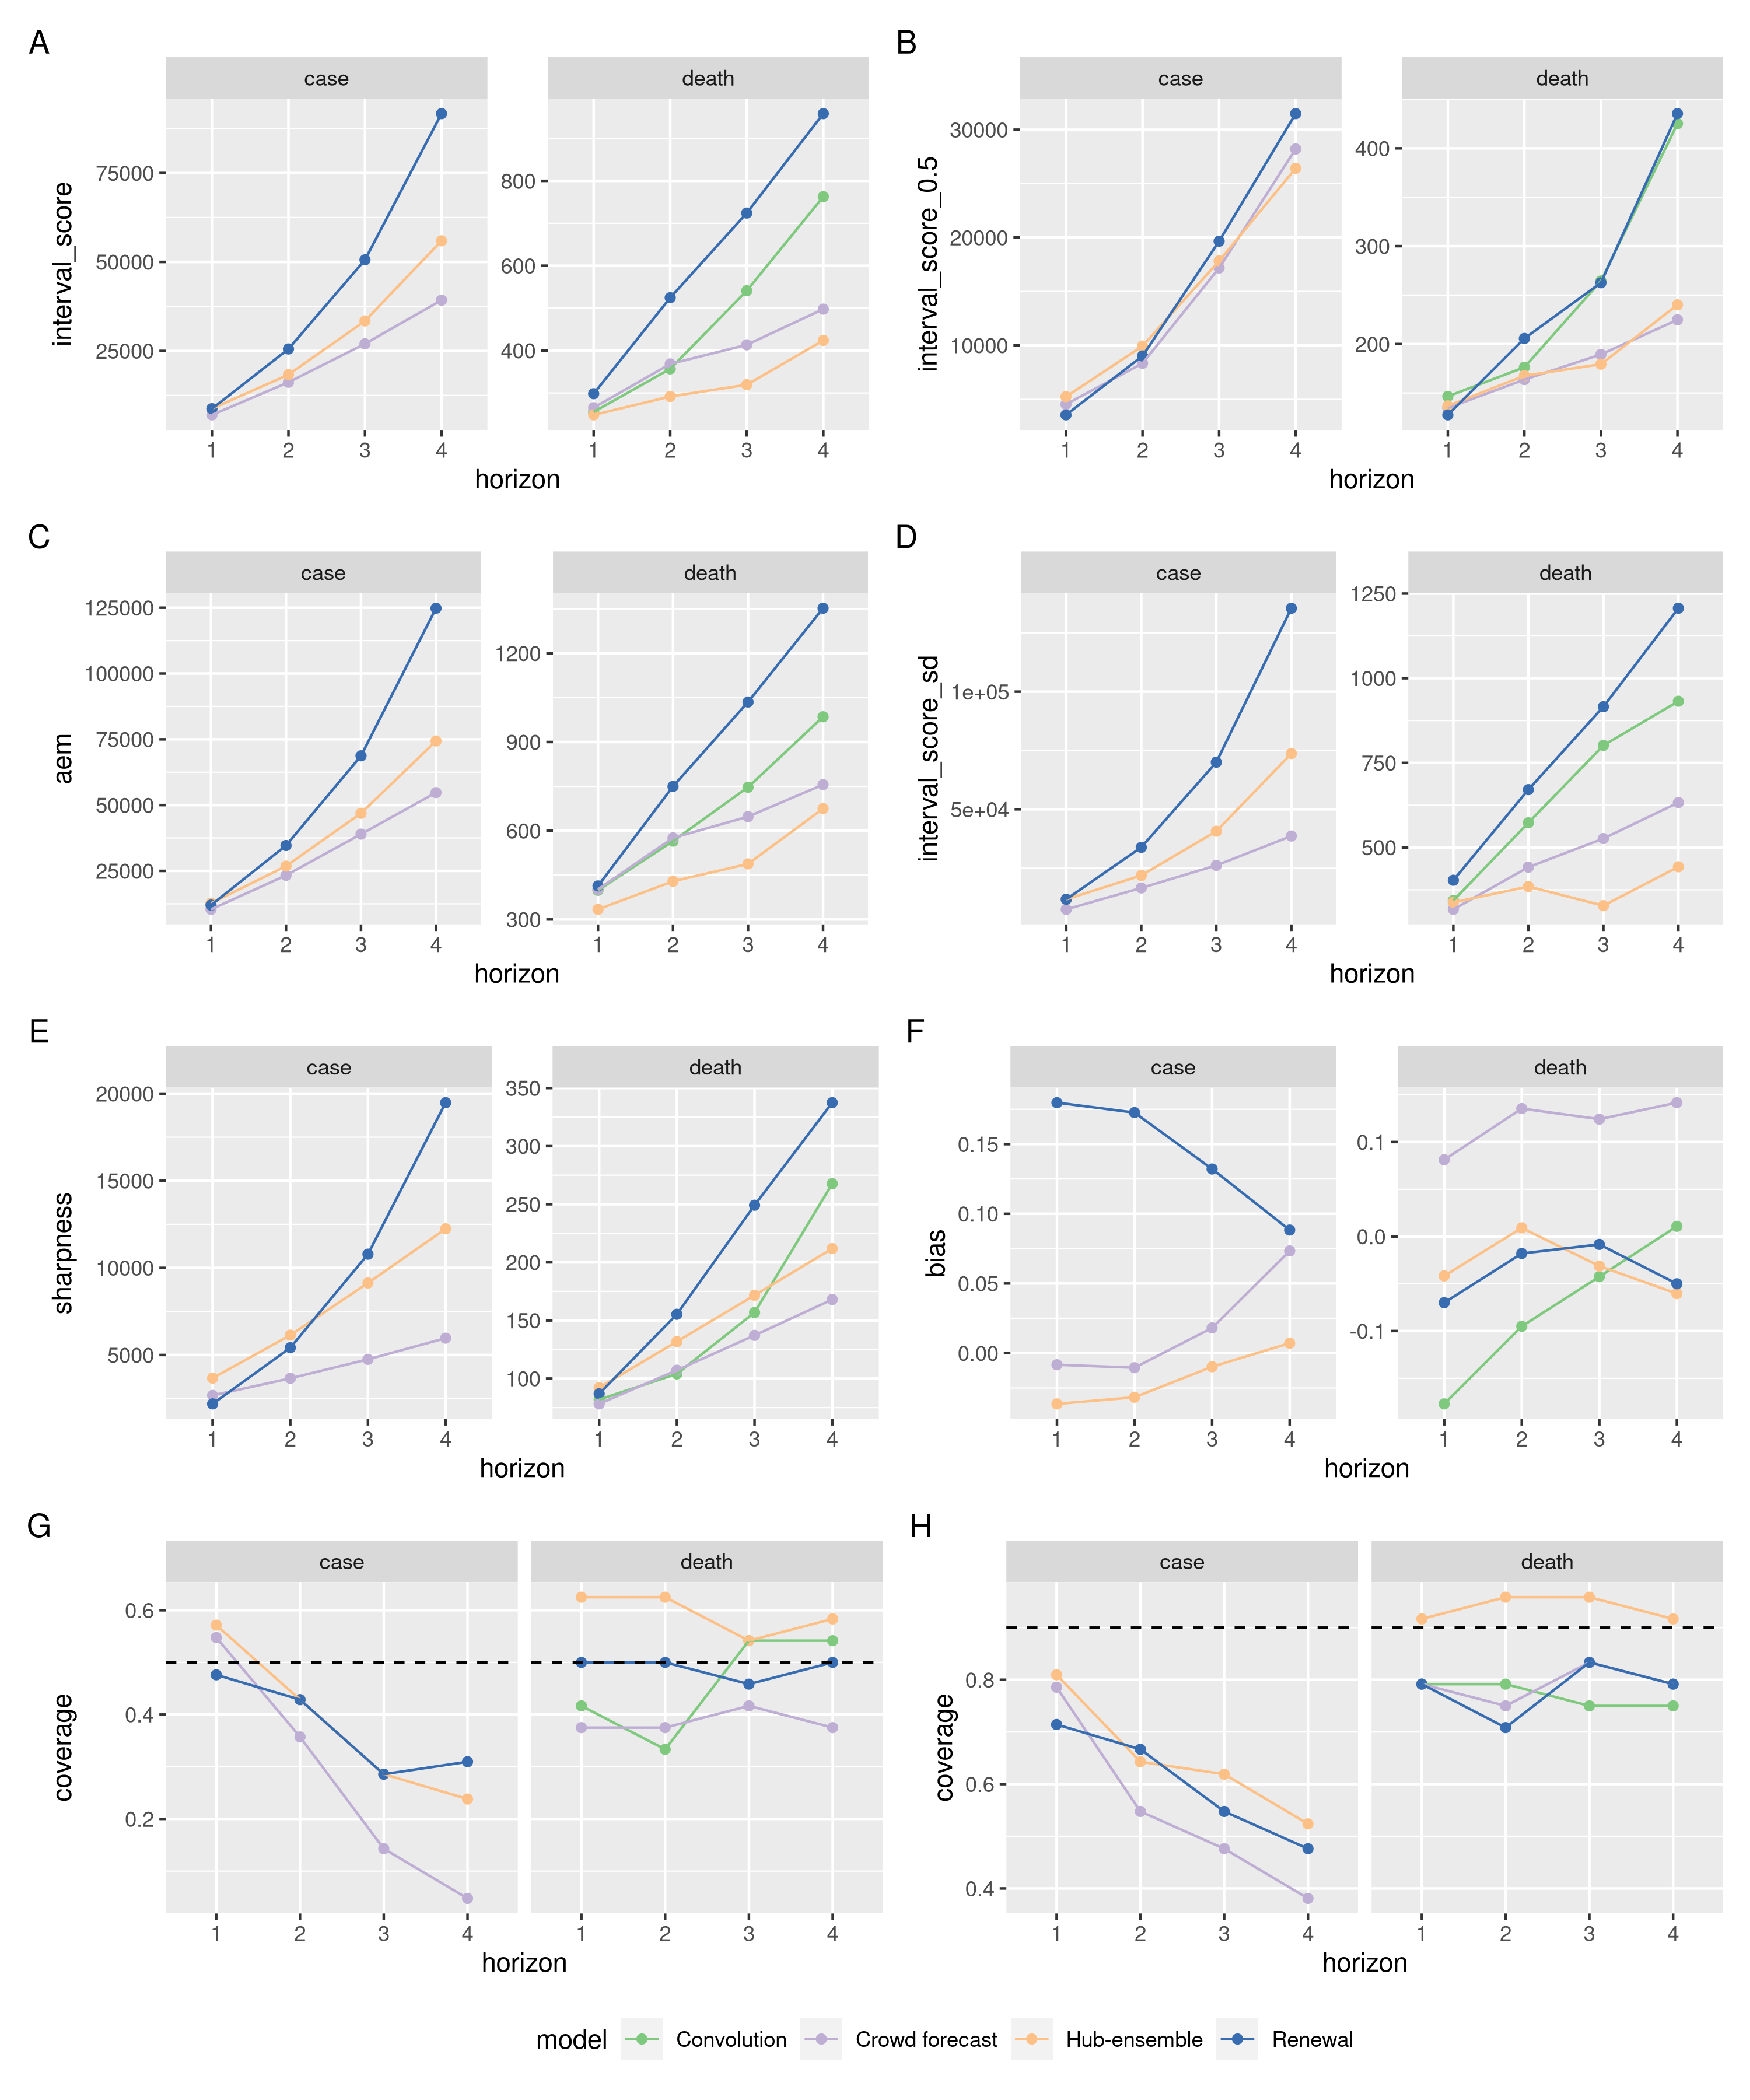 A
B
case
death
case
death
interval_score
75000
50000
25000
800
600
400
interval_score_0.5
30000
20000
10000
400
300
200
1 2 3 4
1 2 3 4
1 2 3 4
1 2 3 4
horizon
horizon
C
D
case
death
case
death
aem
125000
100000
75000
50000
25000
1200
900
600
300
interval_score_sd
1e+05
5e+04
1250
1000
750
500
1 2 3 4
1 2 3 4
1 2 3 4
1 2 3 4
horizon
horizon
E
F
case
death
case
death
sharpness
20000
15000
10000
5000
350
300
250
200
150
100
bias
0.15
0.10
0.05
0.00
0.1
0.0
-0.1
1 2 3 4
1 2 3 4
1 2 3 4
1 2 3 4
horizon
horizon
G
H
case
death
case
death
coverage
0.6
0.4
0.2
coverage
0.8
0.6
0.4
1 2 3 4
1 2 3 4
1 2 3 4
1 2 3 4
horizon
horizon
model Convolution Crowd forecast Hub-ensemble Renewal